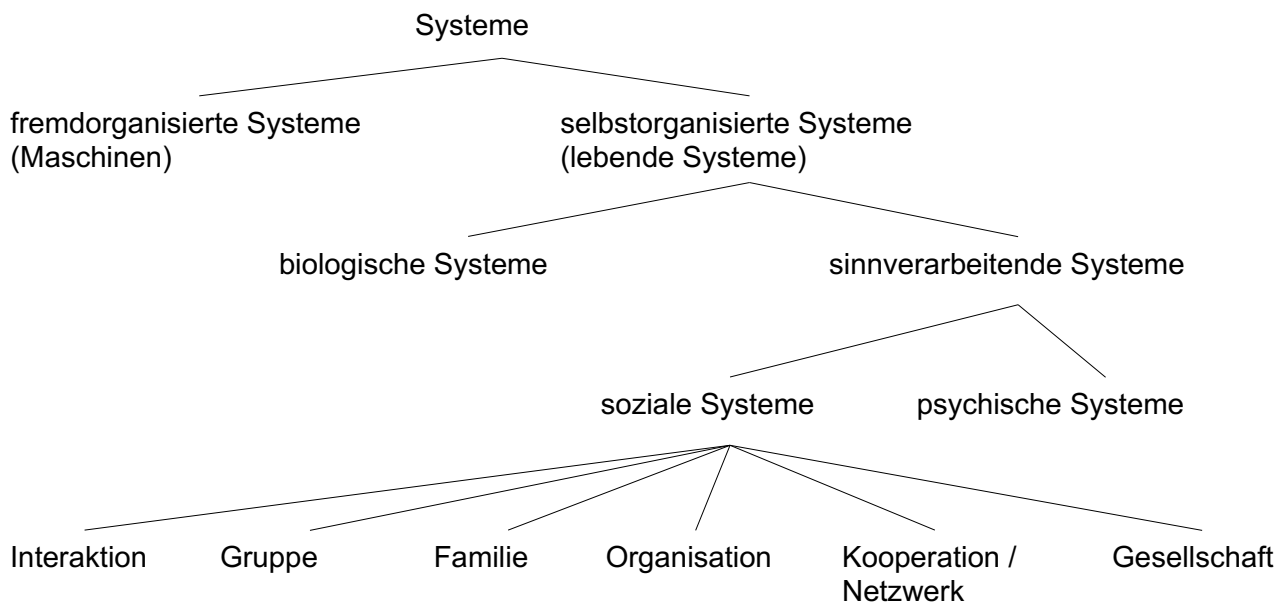 Systeme
fremdorganisierte Systeme
(Maschinen)
selbstorganisierte Systeme
(lebende Systeme)
biologische Systeme
sinnverarbeitende Systeme
soziale Systeme
psychische Systeme
Interaktion
Gruppe
Familie
Organisation
Kooperation /
Netzwerk
Gesellschaft